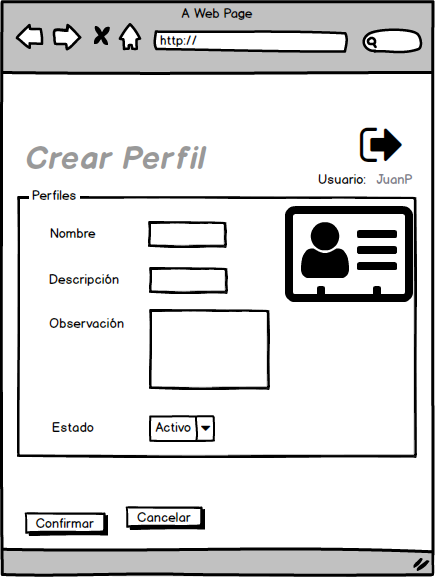 A Web Page
http://
Crear Perfil
Usuario: JuanP
Perfiles
Nombre
Descripción
Observación
Estado
Activo
Confirmar
Cancelar